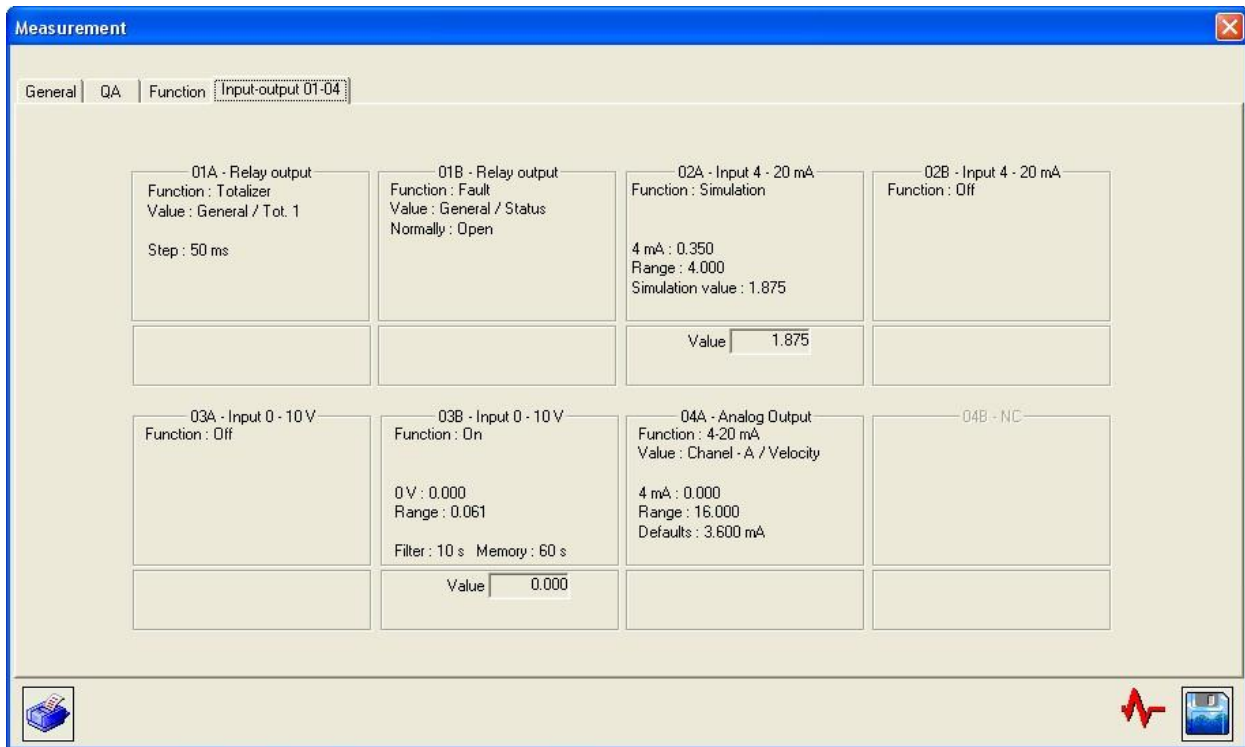 Measurement
General QA Function Input-output 01-04
01A - Relay output
Function : Totalizer
Value : General / Tot. 1
Step : 50 ms
01B - Relay output
Function : Fault
Value : General / Status
Normally : Open
02A - Input 4 - 20 mA
Function : Simulation
4 mA : 0.350
Range : 4.000
Simulation value : 1.875
Value 1.875
02B - Input 4 - 20 mA
Function : Off
03A - Input 0 - 10 V
Function : Off
03B - Input 0 - 10 V
Function : On
0 V : 0.000
Range : 0.061
Filter : 10 s Memory : 60 s
Value 0.000
04A - Analog Output
Function : 4-20 mA
Value : Chanel - A / Velocity
4 mA : 0.000
Range : 16.000
Defaults : 3.600 mA
04B - NC